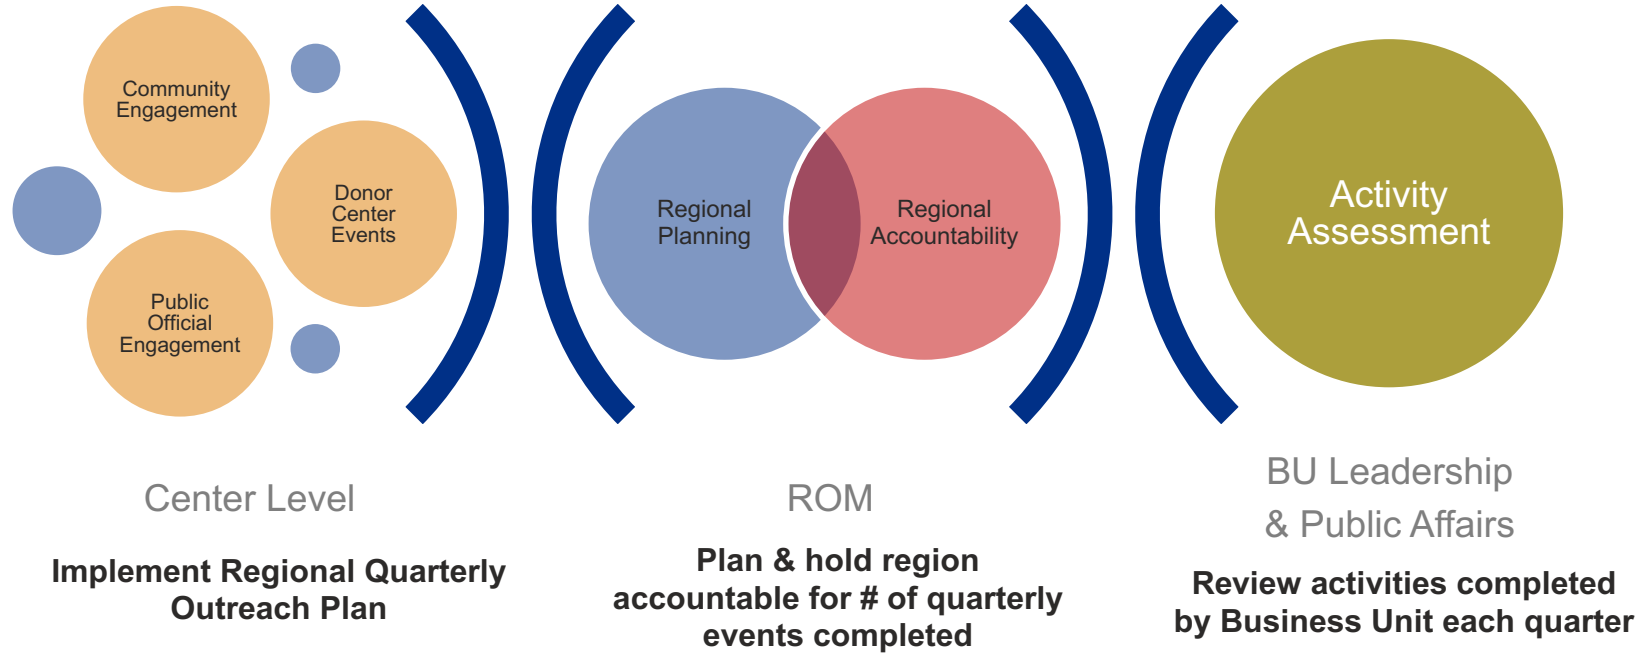 Community
Engagement
Donor
Center
Events
Public
Official
Engagement
Regional
Planning
Regional
Accountability
Activity
Assessment
Center Level
Implement Regional Quarterly
Outreach Plan
ROM
Plan & hold region
accountable for # of quarterly
events completed
BU Leadership
& Public Affairs
Review activities completed
by Business Unit each quarter